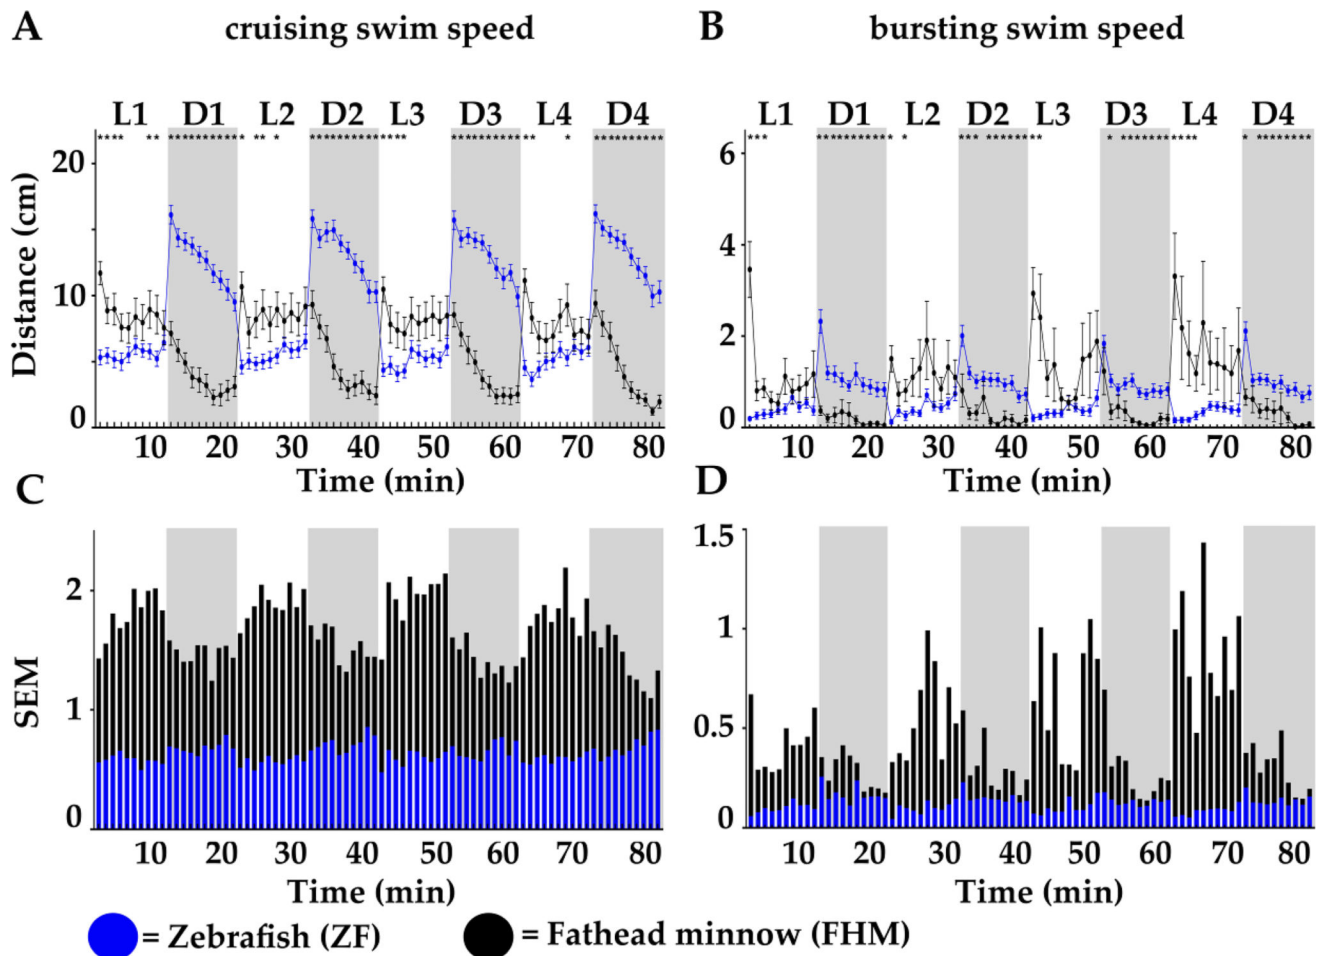 A cruising swim speed
B bursting swim speed
L1 D1 L2 D2 L3 D3 L4 D4
20
10
0
Distance (cm)
10 20 30 40 50 60 70 80
Time (min)
L1 D1 L2 D2 L3 D3 L4 D4
6
4
2
0
10 20 30 40 50 60 70 80
Time (min)
C
2
1
0
SEM
10 20 30 40 50 60 70 80
Time (min)
D
1.5
1
0.5
0
10 20 30 40 50 60 70 80
Time (min)
= Zebrafish (ZF)
= Fathead minnow (FHM)